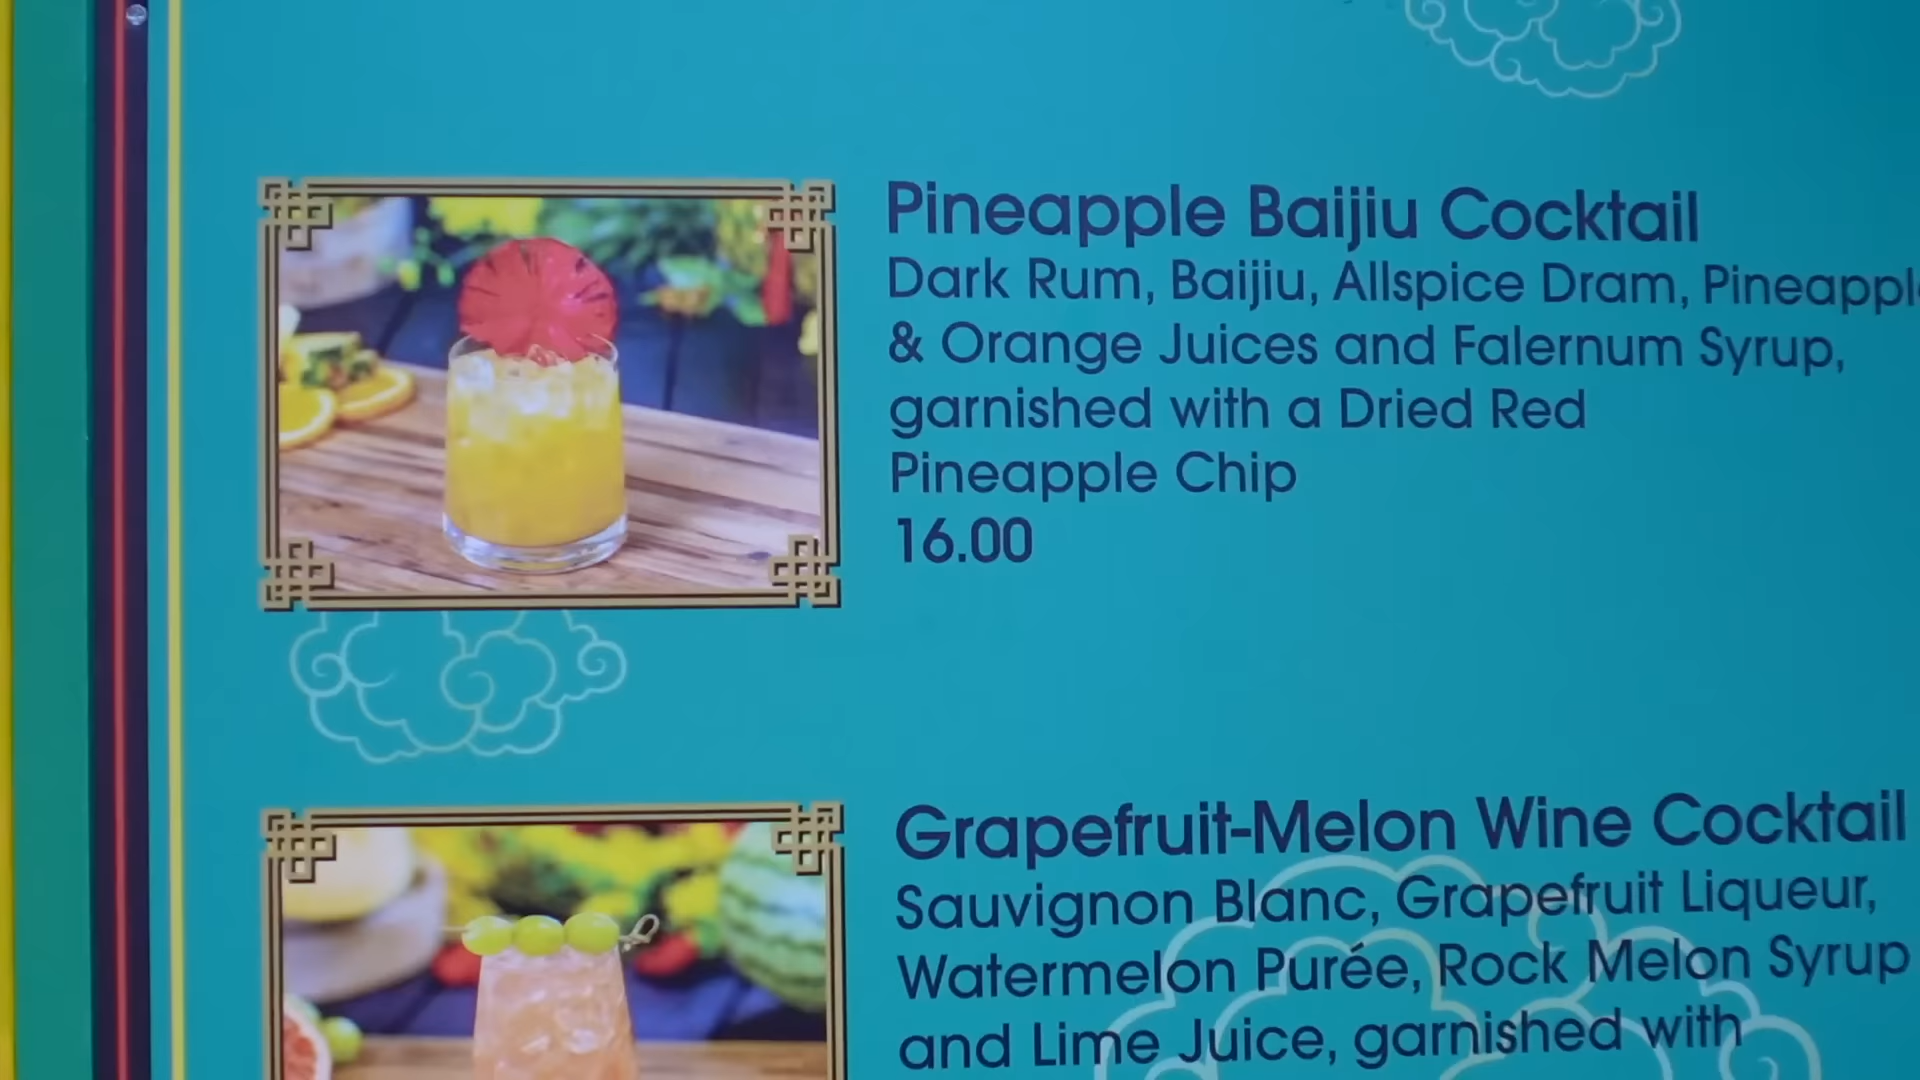 Pineapple Baijiu Cocktail
Dark Rum, Baijiu, Allspice Dram, Pineapple
& Orange Juices and Falernum Syrup,
garnished with a Dried Red
Pineapple Chip
16.00
Grapefruit-Melon Wine Cocktail
Sauvignon Blanc, Grapefruit Liqueur,
Watermelon Purée, Rock Melon Syrup
and Lime Juice, garnished with